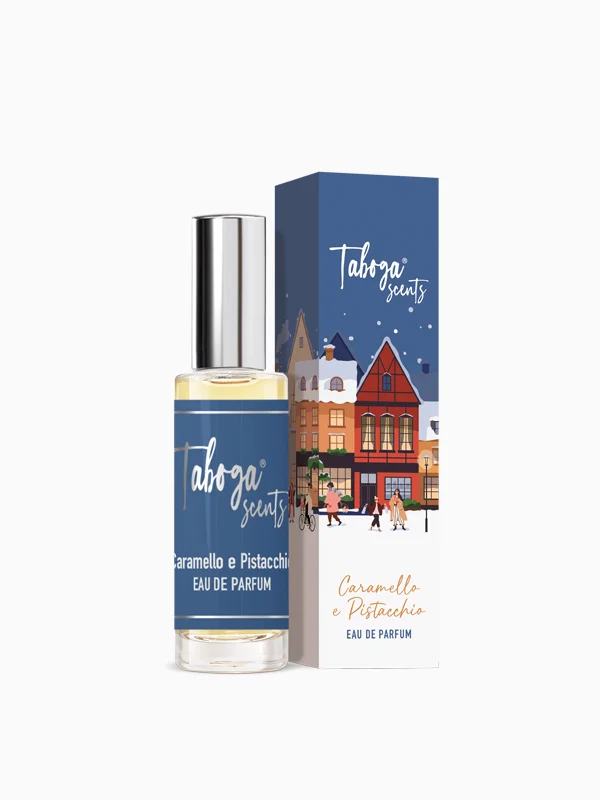 Taboga®
scents
Caramello
e Pistacchio
EAU DE PARFUM
Taboga®
scents
Caramello e Pistacchio
EAU DE PARFUM